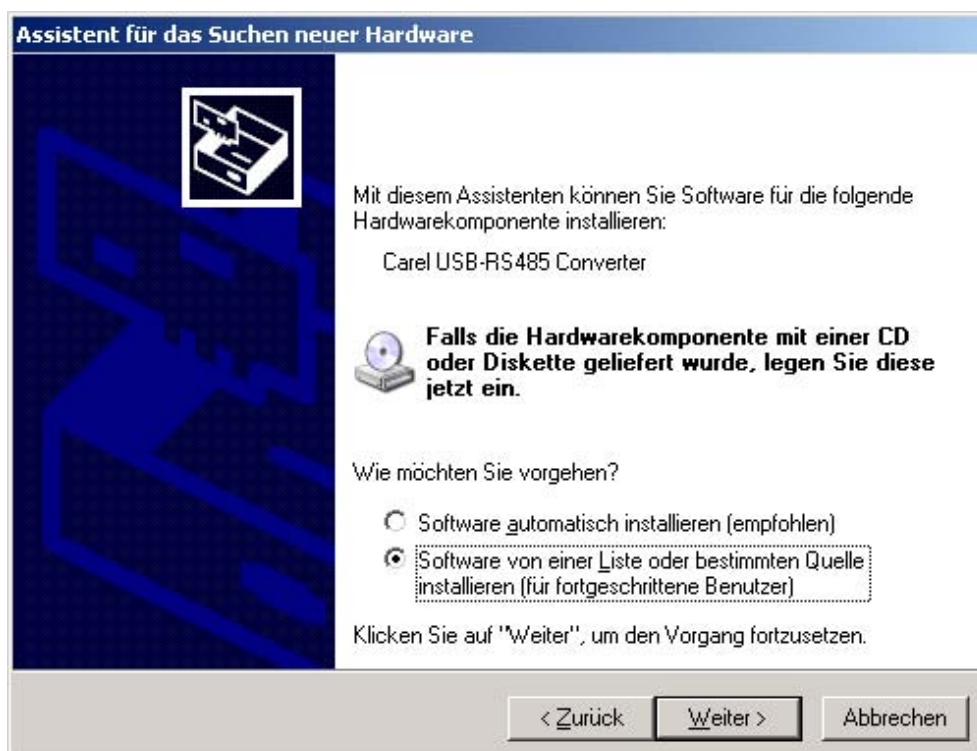 Assistent für das Suchen neuer Hardware
Mit diesem Assistenten können Sie Software für die folgende
Hardwarekomponente installieren:
Carel USB-RS485 Converter
Falls die Hardwarekomponente mit einer CD
oder Diskette geliefert wurde, legen Sie diese
jetzt ein.
Wie möchten Sie vorgehen?
Software automatisch installieren (empfohlen)
Software von einer Liste oder bestimmten Quelle
installieren (für fortgeschrittene Benutzer)
Klicken Sie auf "Weiter", um den Vorgang fortzusetzen.
< Zurück Weiter > Abbrechen